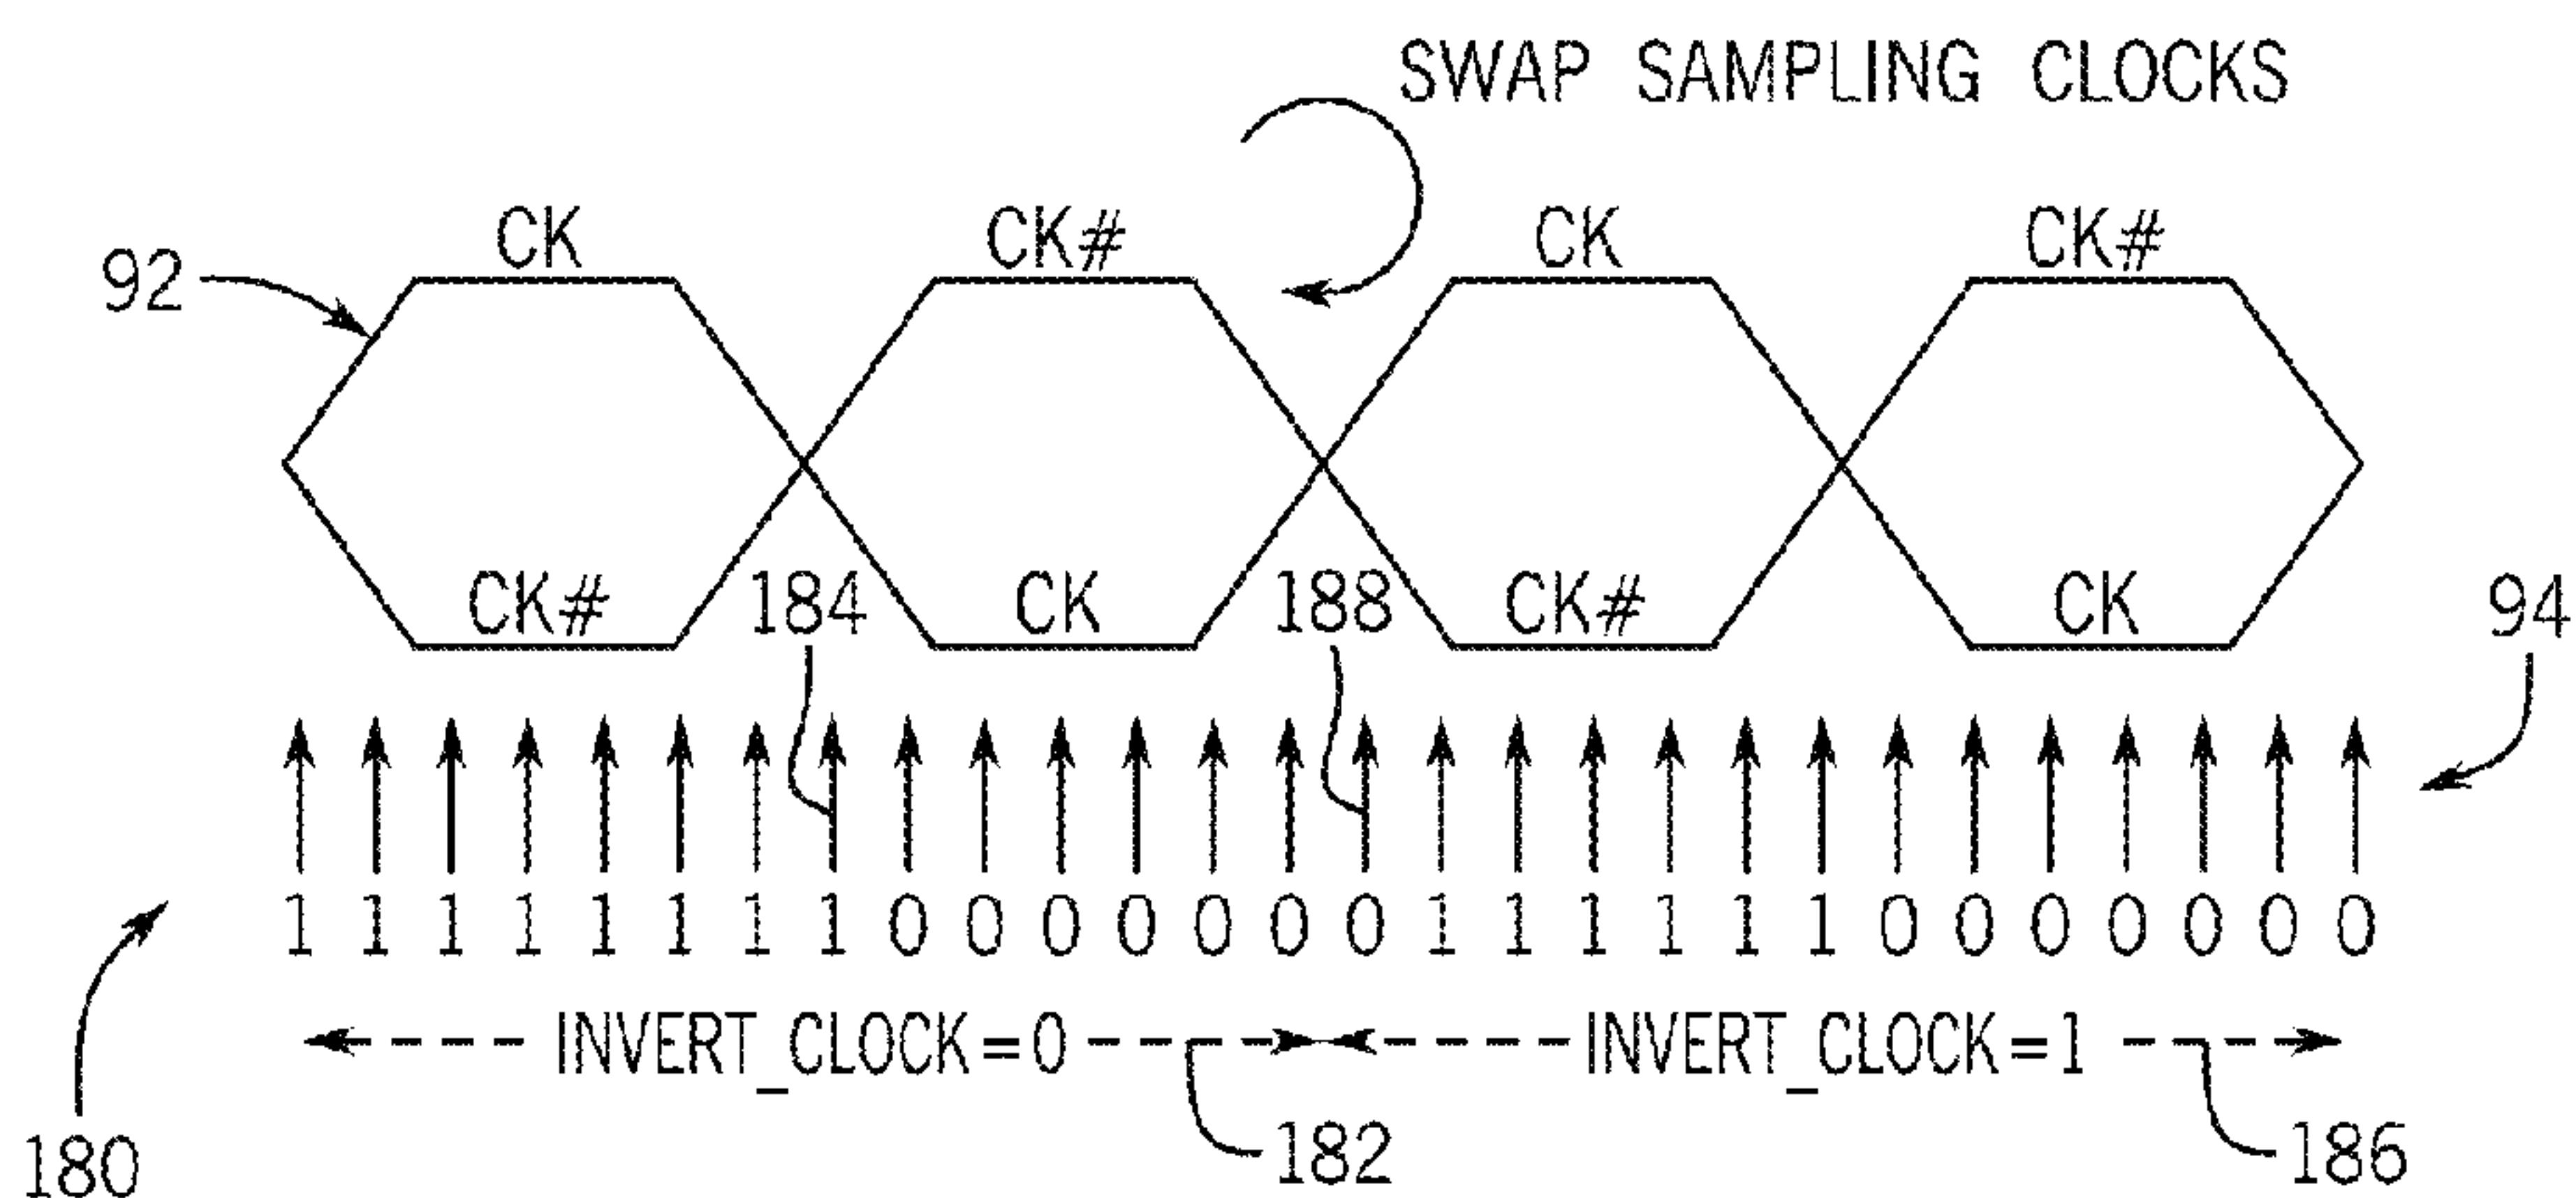 SWAP SAMPLING CLOCKS
CK CK# CK CK#
92
CK# 184 CK 188 CK# CK 94
1 1 1 1 1 1 1 1 0 0 0 0 0 0 0 1 1 1 1 1 1 0 0 0 0 0 0 0
INVERT_CLOCK=0 INVERT_CLOCK=1
180 182 186